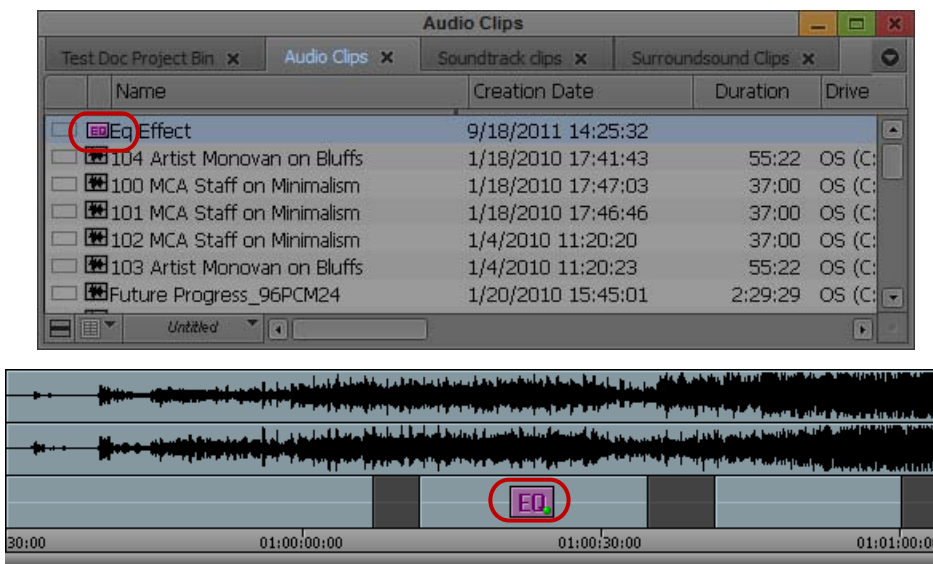 Audio Clips
Test Doc Project Bin Audio Clips Soundtrack clips Surroundsound Clips
Name Creation Date Duration Drive
EQ Eq Effect 9/18/2011 14:25:32
104 Artist Monovan on Bluffs 1/18/2010 17:41:43 55:22 OS (C:
100 MCA Staff on Minimalism 1/18/2010 17:47:03 37:00 OS (C:
101 MCA Staff on Minimalism 1/18/2010 17:46:46 37:00 OS (C:
102 MCA Staff on Minimalism 1/4/2010 11:20:20 37:00 OS (C:
103 Artist Monovan on Bluffs 1/4/2010 11:20:23 55:22 OS (C:
Future Progress_96PCM24 1/20/2010 15:45:01 2:29:29 OS (C:
Untitled
EQ
30:00 01:00:00:00 01:00:30:00 01:01:00:0